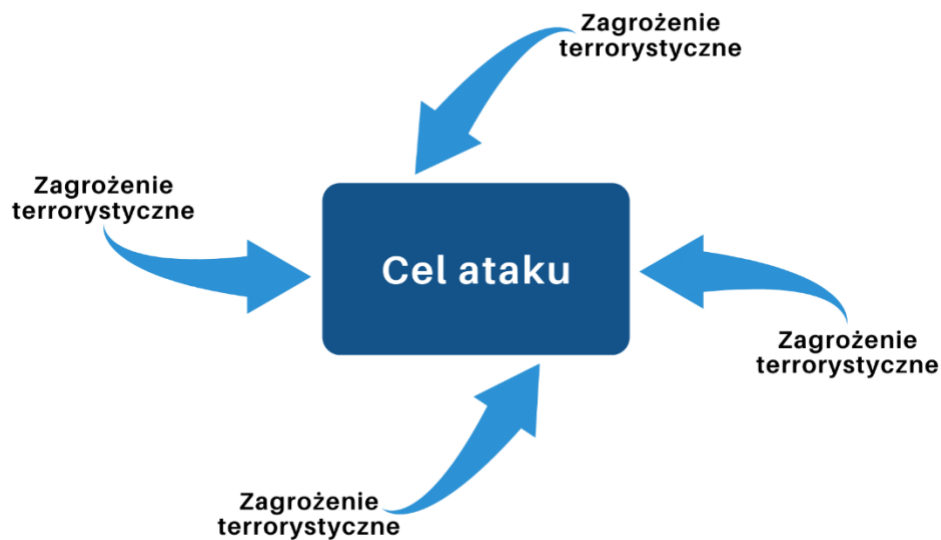 Zagrożenie
terrorystyczne
Zagrożenie
terrorystyczne
Cel ataku
Zagrożenie
terrorystyczne
Zagrożenie
terrorystyczne